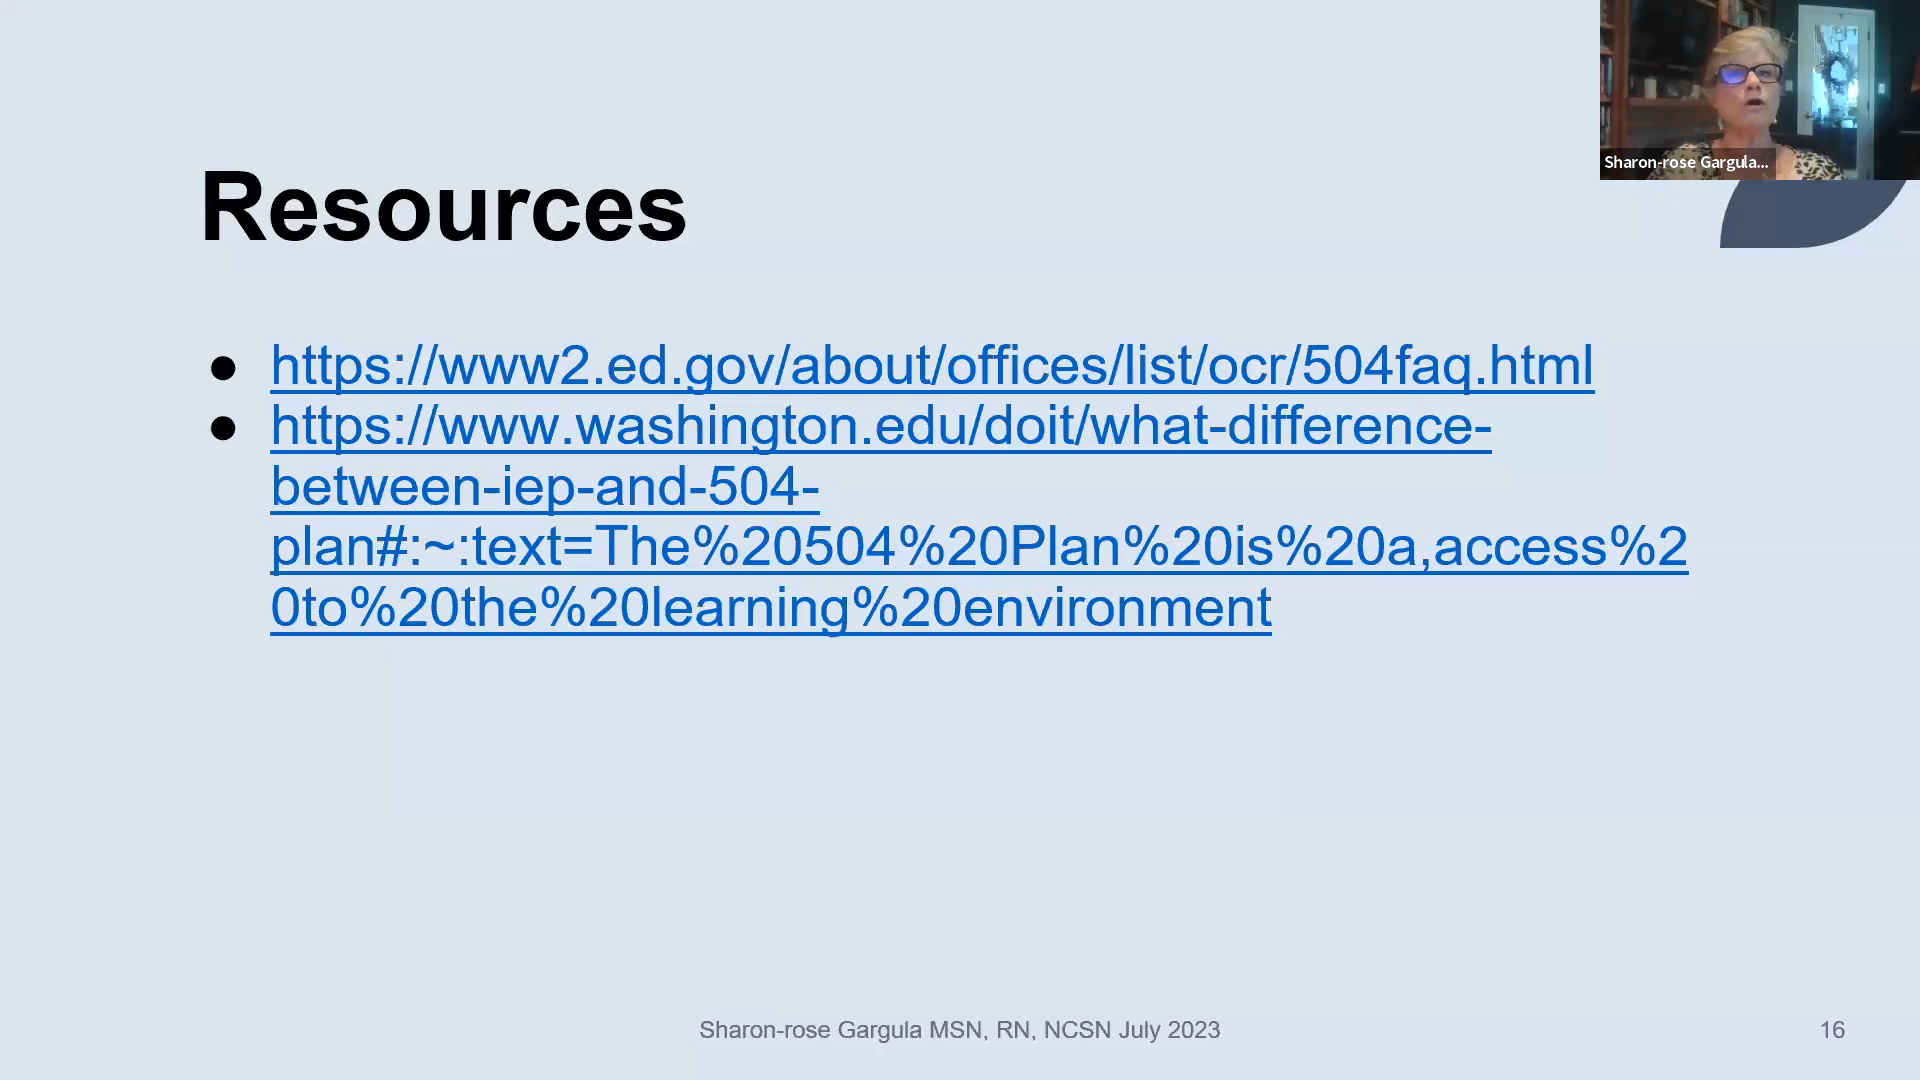 Sharon-rose Gargula...
Resources
● https://www2.ed.gov/about/offices/list/ocr/504faq.html
● https://www.washington.edu/doit/what-difference-
between-iep-and-504-
plan#:~:text=The%20504%20Plan%20is%20a,access%2
0to%20the%20learning%20environment
Sharon-rose Gargula MSN, RN, NCSN July 2023
16